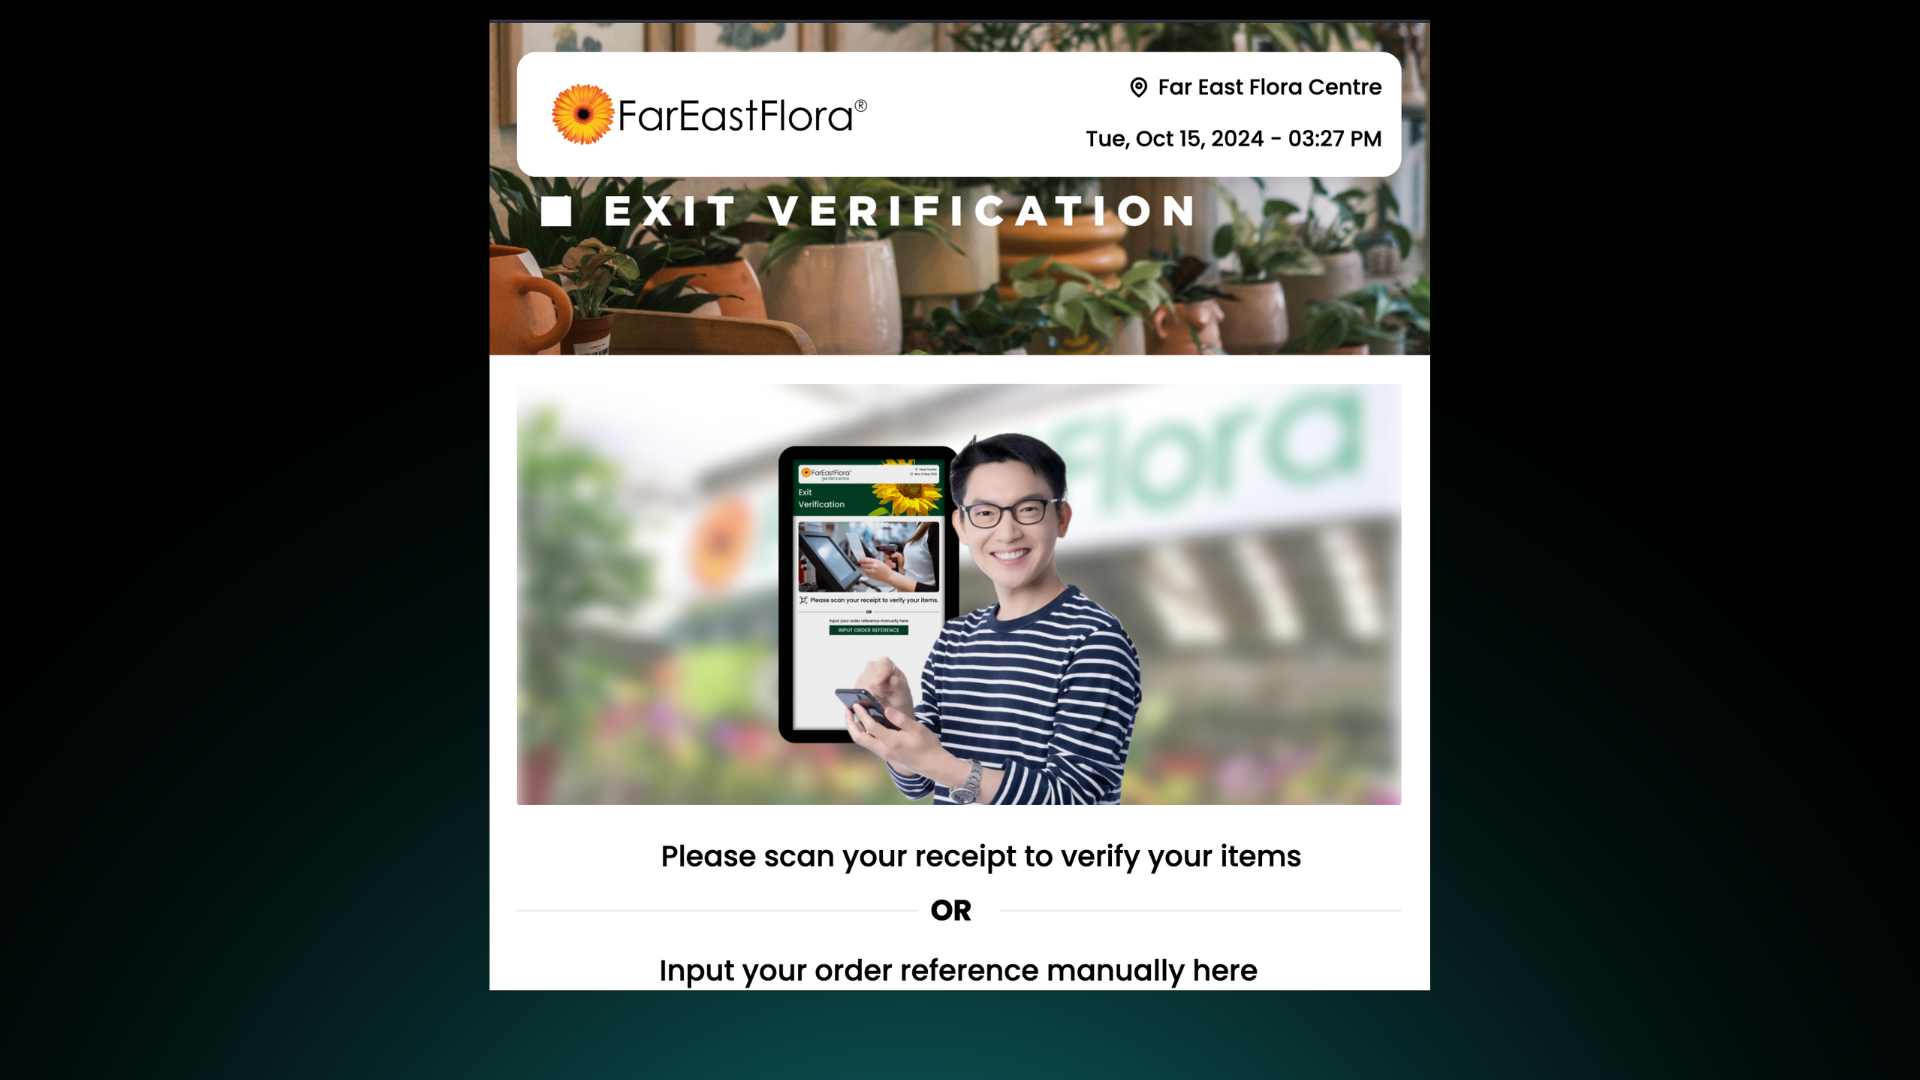 FarEastFlora®
Far East Flora Centre
Tue, Oct 15, 2024 - 03:27 PM
EXIT VERIFICATION
Flora
FarEastFlora
Exit
Verification
Please scan your receipt to verify your items.
OR
Input your order reference manually here
INPUT ORDER REFERENCE
Please scan your receipt to verify your items
OR
Input your order reference manually here